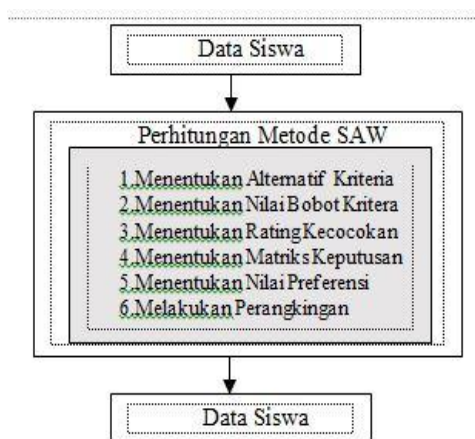 Data Siswa
Perhitungan Metode SAW
1.Menentukan Alternatif Kriteria
2.Menentukan Nilai Bobot Kritera
3.Menentukan Rating Kecocokan
4.Menentukan Matriks Keputusan
5.Menentukan Nilai Preferensi
6.Melakukan Perangkingan
Data Siswa